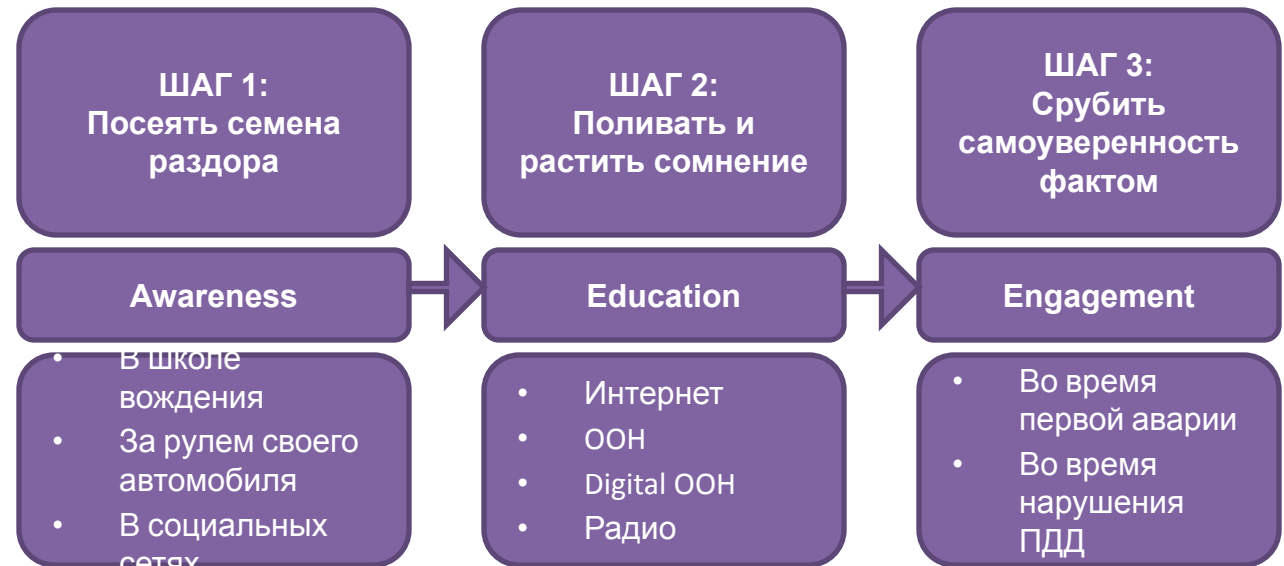 ШАГ 1:
Посеять семена
раздора
ШАГ 2:
Поливать и
растить сомнение
ШАГ 3:
Срубить
самоуверенность
фактом
Awareness
Education
Engagement
• В школе
вождения
• За рулем своего
автомобиля
• В социальных
сетях
• Интернет
• OOH
• Digital OOH
• Радио
• Во время
первой аварии
• Во время
нарушения
ПДД